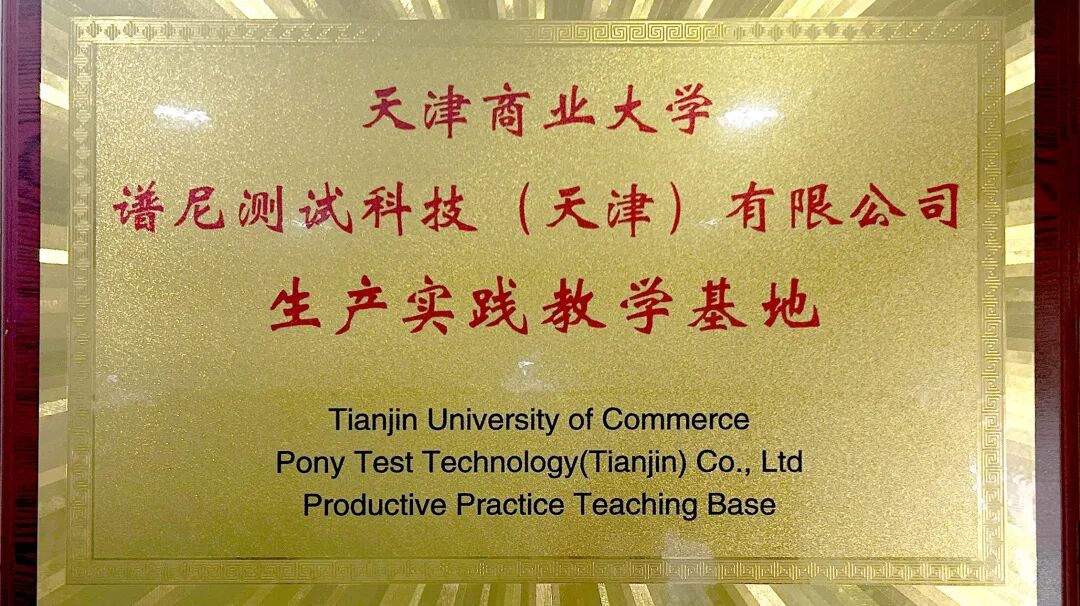 天津商业大学
谱尼测试科技（天津）有限公司
生产实践教学基地
Tianjin University of Commerce
Pony Test Technology(Tianjin) Co., Ltd
Productive Practice Teaching Base